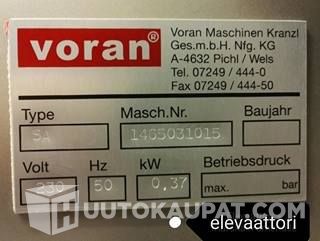 voran®
Voran Maschinen Kranzl
Ges.m.b.H. Nfg. KG
A-4632 Pichl / Wels
Tel. 07249 / 444-0
Fax 07249 / 444-50
Type Masch.Nr. Baujahr
SA 1465031015
Volt Hz kW Betriebsdruck
230 50 0,37 max. bar
HUUTOKAUPAT.COM
elevaattori